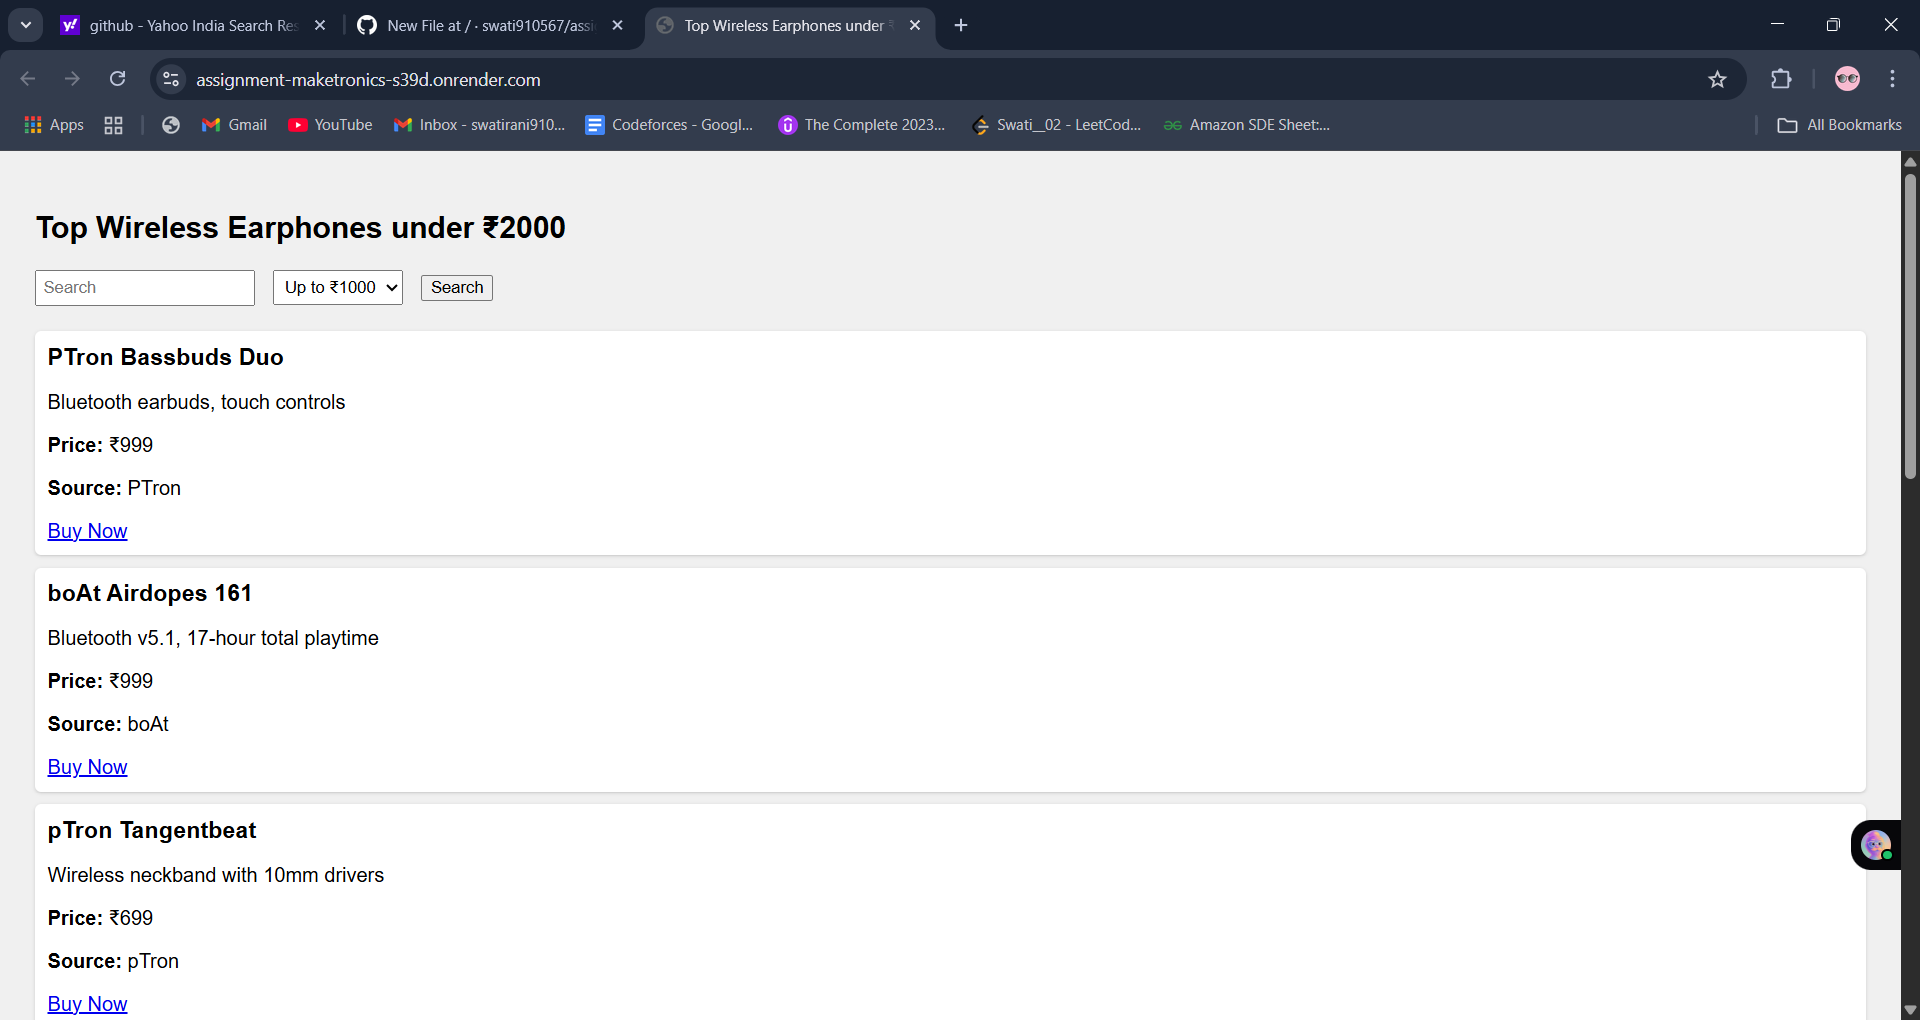 github - Yahoo India Search Res
New File at / · swati910567/assi
Top Wireless Earphones under ₹
assignment-maketronics-s39d.onrender.com
Apps
Gmail
YouTube
Inbox - swatirani910...
Codeforces - Googl...
The Complete 2023...
Swati__02 - LeetCod...
Amazon SDE Sheet:...
All Bookmarks
Top Wireless Earphones under ₹2000
Search
Up to ₹1000
Search
PTron Bassbuds Duo
Bluetooth earbuds, touch controls
Price: ₹999
Source: PTron
Buy Now
boAt Airdopes 161
Bluetooth v5.1, 17-hour total playtime
Price: ₹999
Source: boAt
Buy Now
pTron Tangentbeat
Wireless neckband with 10mm drivers
Price: ₹699
Source: pTron
Buy Now